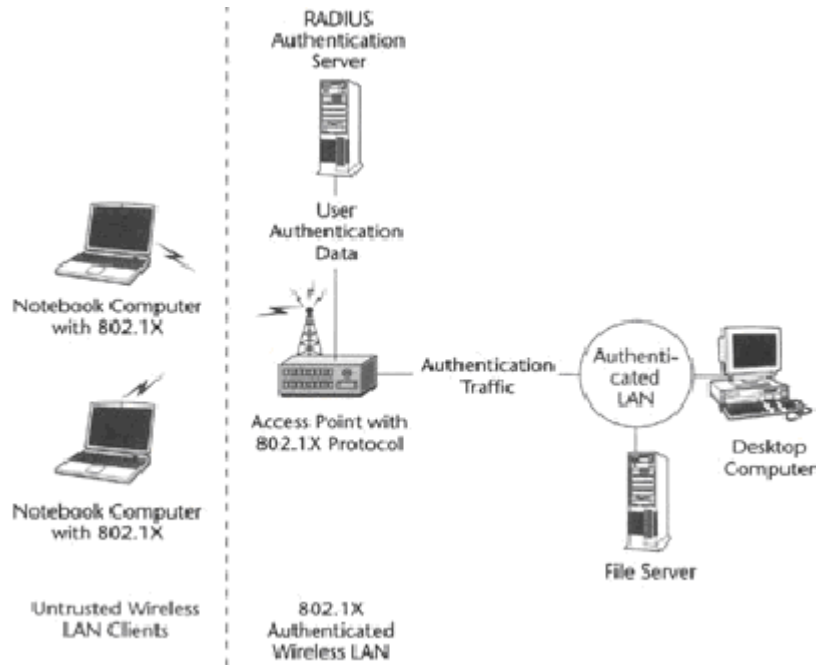 RADIUS
Authentication
Server
User
Authentication
Data
Notebook Computer
with 802.1X
Notebook Computer
with 802.1X
Access Point with
802.1X Protocol
Authentication
Traffic
Authenti-
cated
LAN
Desktop
Computer
File Server
Untrusted Wireless
LAN Clients
802.1X
Authenticated
Wireless LAN